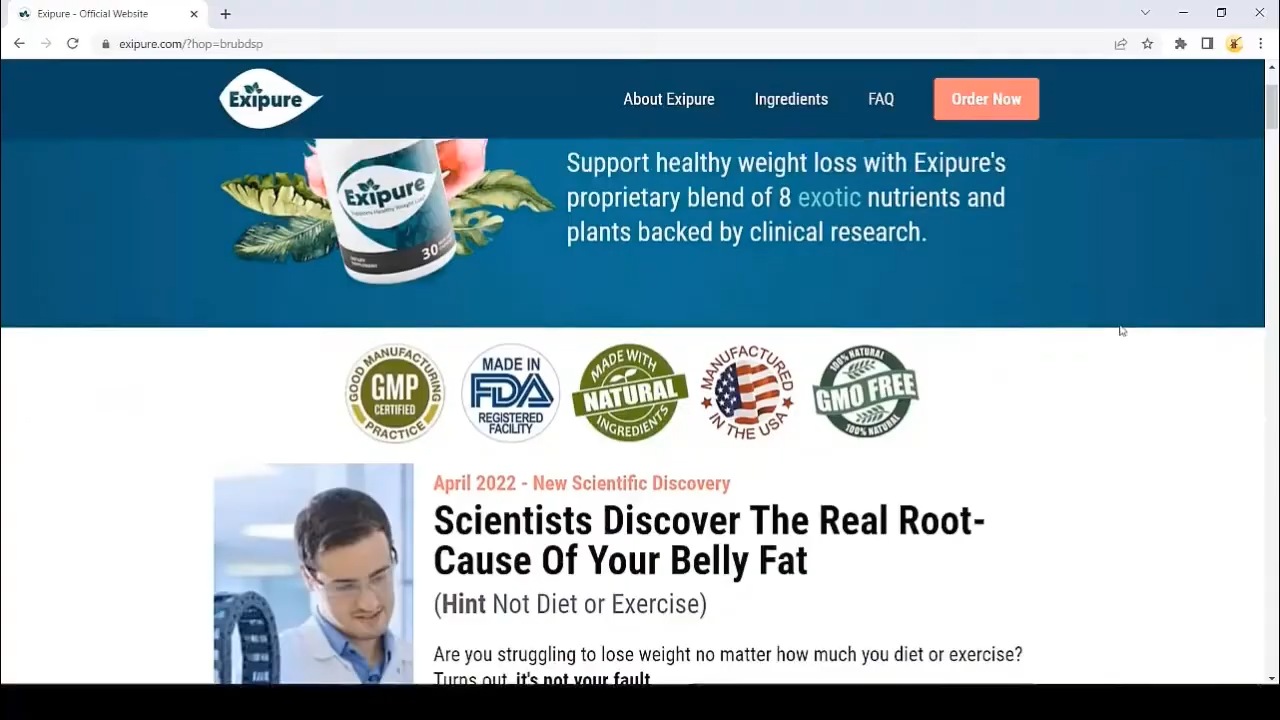 Exipure - Official Website
exipure.com/?hop=brubdsp
Exipure
About Exipure
Ingredients
FAQ
Order Now
Exipure
Supports Healthy Weight Loss
30
Support healthy weight loss with Exipure's
proprietary blend of 8 exotic nutrients and
plants backed by clinical research.
GOOD MANUFACTURING
GMP
CERTIFIED
PRACTICE
MADE IN
FDA
REGISTERED
FACILITY
MADE WITH
NATURAL
INGREDIENTS
MANUFACTURED
IN THE USA
100% NATURAL
GMO FREE
100% NATURAL
April 2022 - New Scientific Discovery
Scientists Discover The Real Root-
Cause Of Your Belly Fat
(Hint Not Diet or Exercise)
Are you struggling to lose weight no matter how much you diet or exercise?
Turns out, it's not your fault.